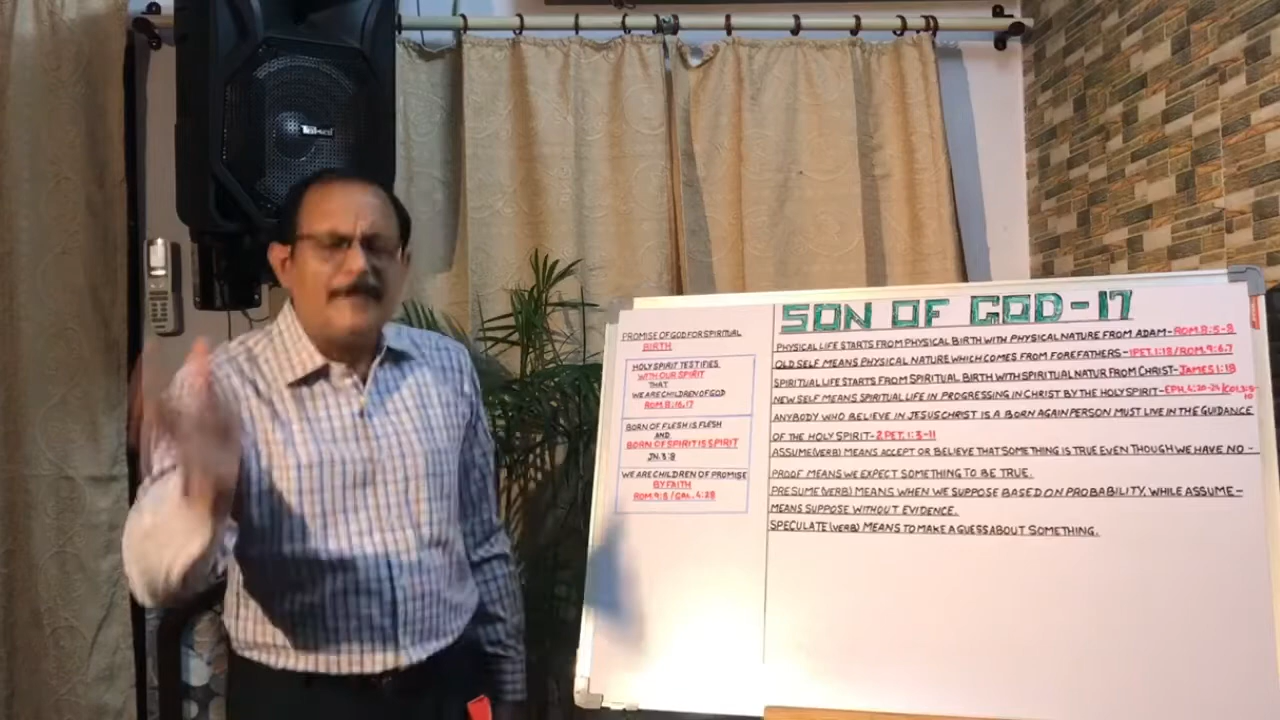 Talsai
SON OF GOD-17
PROMISE OF GOD FOR SPIRITUAL
BIRTH
HOLY SPIRIT TESTIFIES
WITH OUR SPIRIT
THAT
WE ARE CHILDREN OF GOD
ROM.8:16,17
BORN OF FLESH IS FLESH
AND
BORN OF SPIRIT IS SPIRIT
JN.3:8
WE ARE CHILDREN OF PROMISE
BY FAITH
ROM.9:8/GAL.4:28
PHYSICAL LIFE STARTS FROM PHYSICAL BIRTH WITH PHYSICAL NATURE FROM ADAM-ROM.8:5-8
OLD SELF MEANS PHYSICAL NATURE WHICH COMES FROM FOREFATHERS-1PET.1:18/ROM.9:6,7
SPIRITUAL LIFE STARTS FROM SPIRITUAL BIRTH WITH SPIRITUAL NATUR FROM CHRIST-JAMES 1:18
NEW SELF MEANS SPIRITUAL LIFE IN PROGRESSING IN CHRIST BY THE HOLY SPIRIT-EPH.4:20-24
ANYBODY WHO BELIEVE IN JESUS CHRIST IS A BORN AGAIN PERSON MUST LIVE IN THE GUIDANCE
OF THE HOLY SPIRIT-2PET.1:3-11
ASSUME(VERB) MEANS ACCEPT OR BELIEVE THAT SOMETHING IS TRUE EVEN THOUGH WE HAVE NO-
PROOF MEANS WE EXPECT SOMETHING TO BE TRUE.
PRESUME(VERB) MEANS WHEN WE SUPPOSE BASED ON PROBABILITY, WHILE ASSUME-
MEANS SUPPOSE WITHOUT EVIDENCE.
SPECULATE(VERB) MEANS TO MAKE A GUESS ABOUT SOMETHING.